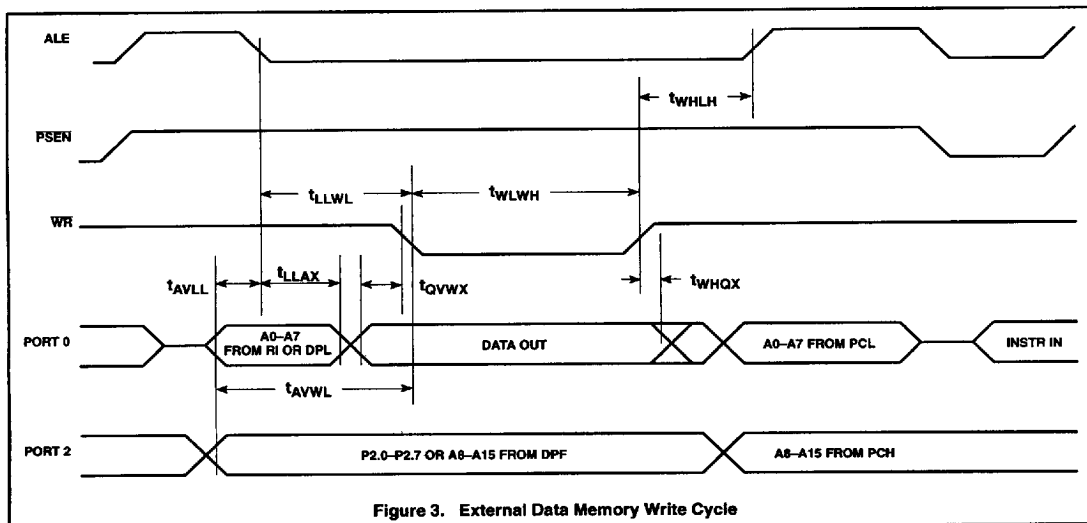 ALE
tWHLH
PSEN
tLLWL
tWLWH
WR
tAVLL
tLLAX
tQVWX
tWHQX
PORT 0
A0–A7
FROM RI OR DPL
DATA OUT
A0–A7 FROM PCL
INSTR IN
tAVWL
PORT 2
P2.0–P2.7 OR A8–A15 FROM DPF
A8–A15 FROM PCH
Figure 3. External Data Memory Write Cycle